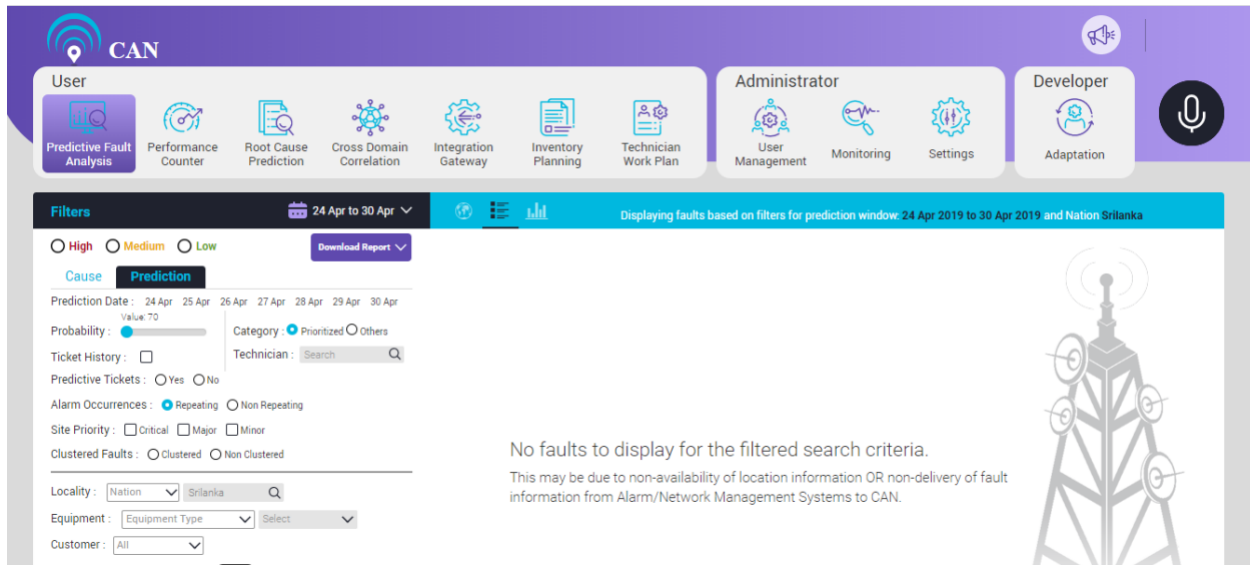 CAN
User
Administrator
Developer
Predictive Fault Analysis
Performance Counter
Root Cause Prediction
Cross Domain Correlation
Integration Gateway
Inventory Planning
Technician Work Plan
User Management
Monitoring
Settings
Adaptation
Filters
24 Apr to 30 Apr
Displaying faults based on filters for prediction window: 24 Apr 2019 to 30 Apr 2019 and Nation Srilanka
High Medium Low
Download Report
Cause Prediction
Prediction Date : 24 Apr 25 Apr 26 Apr 27 Apr 28 Apr 29 Apr 30 Apr
Value: 70
Probability :
Category : Prioritized Others
Ticket History :
Technician : Search
Predictive Tickets : Yes No
Alarm Occurrences : Repeating Non Repeating
Site Priority : Critical Major Minor
Clustered Faults : Clustered Non Clustered
Locality : Nation Srilanka
Equipment : Equipment Type Select
Customer : All
No faults to display for the filtered search criteria.
This may be due to non-availability of location information OR non-delivery of fault
information from Alarm/Network Management Systems to CAN.